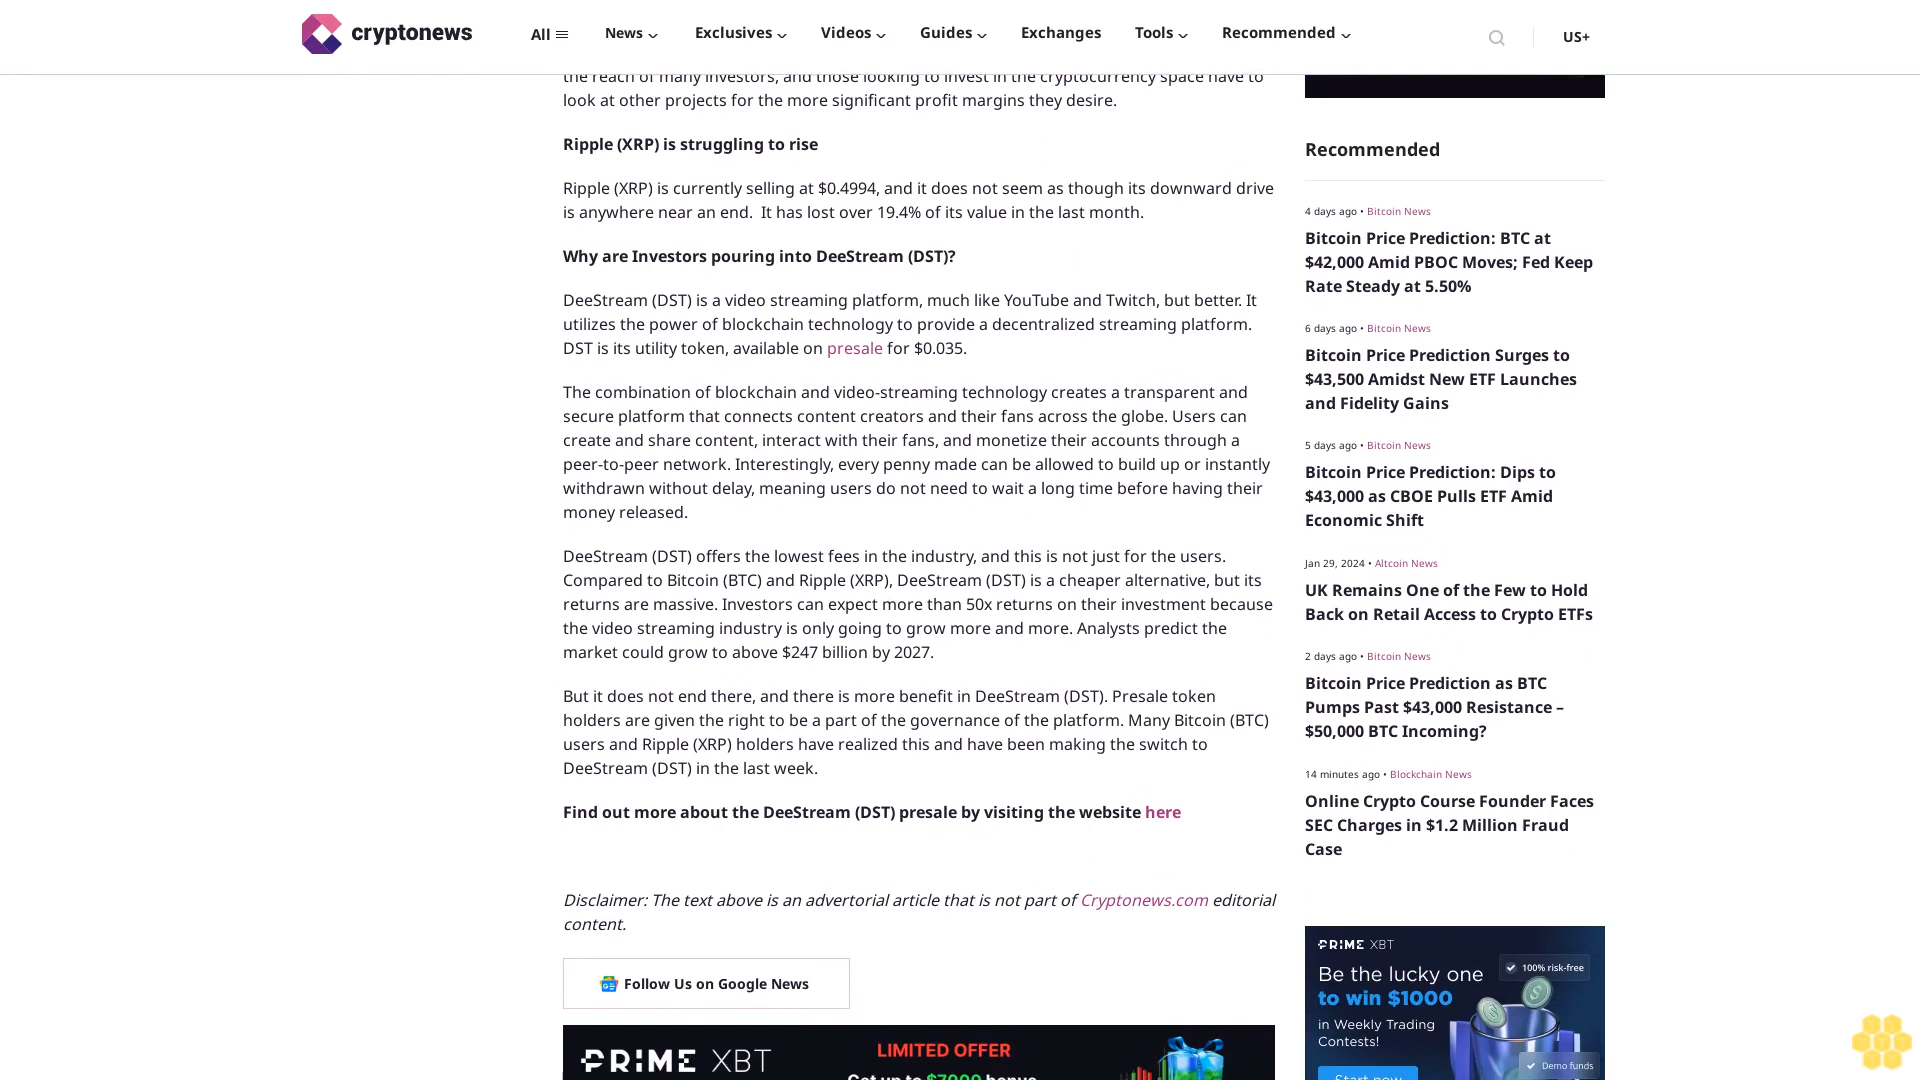 cryptonews
All
News
Exclusives
Videos
Guides
Exchanges
Tools
Recommended
US+
the reach of many investors, and those looking to invest in the cryptocurrency space have to
look at other projects for the more significant profit margins they desire.
Ripple (XRP) is struggling to rise
Ripple (XRP) is currently selling at $0.4994, and it does not seem as though its downward drive
is anywhere near an end.  It has lost over 19.4% of its value in the last month.
Why are Investors pouring into DeeStream (DST)?
DeeStream (DST) is a video streaming platform, much like YouTube and Twitch, but better. It
utilizes the power of blockchain technology to provide a decentralized streaming platform.
DST is its utility token, available on presale for $0.035.
The combination of blockchain and video-streaming technology creates a transparent and
secure platform that connects content creators and their fans across the globe. Users can
create and share content, interact with their fans, and monetize their accounts through a
peer-to-peer network. Interestingly, every penny made can be allowed to build up or instantly
withdrawn without delay, meaning users do not need to wait a long time before having their
money released.
DeeStream (DST) offers the lowest fees in the industry, and this is not just for the users.
Compared to Bitcoin (BTC) and Ripple (XRP), DeeStream (DST) is a cheaper alternative, but its
returns are massive. Investors can expect more than 50x returns on their investment because
the video streaming industry is only going to grow more and more. Analysts predict the
market could grow to above $247 billion by 2027.
But it does not end there, and there is more benefit in DeeStream (DST). Presale token
holders are given the right to be a part of the governance of the platform. Many Bitcoin (BTC)
users and Ripple (XRP) holders have realized this and have been making the switch to
DeeStream (DST) in the last week.
Find out more about the DeeStream (DST) presale by visiting the website here
Disclaimer: The text above is an advertorial article that is not part of Cryptonews.com editorial
content.
Follow Us on Google News
PRIME XBT
LIMITED OFFER
Get up to $7000 bonus
Recommended
4 days ago • Bitcoin News
Bitcoin Price Prediction: BTC at
$42,000 Amid PBOC Moves; Fed Keep
Rate Steady at 5.50%
6 days ago • Bitcoin News
Bitcoin Price Prediction Surges to
$43,500 Amidst New ETF Launches
and Fidelity Gains
5 days ago • Bitcoin News
Bitcoin Price Prediction: Dips to
$43,000 as CBOE Pulls ETF Amid
Economic Shift
Jan 29, 2024 • Altcoin News
UK Remains One of the Few to Hold
Back on Retail Access to Crypto ETFs
2 days ago • Bitcoin News
Bitcoin Price Prediction as BTC
Pumps Past $43,000 Resistance –
$50,000 BTC Incoming?
14 minutes ago • Blockchain News
Online Crypto Course Founder Faces
SEC Charges in $1.2 Million Fraud
Case
PRIME XBT
100% risk-free
Be the lucky one
to win $1000
in Weekly Trading
Contests!
Demo funds
Start now